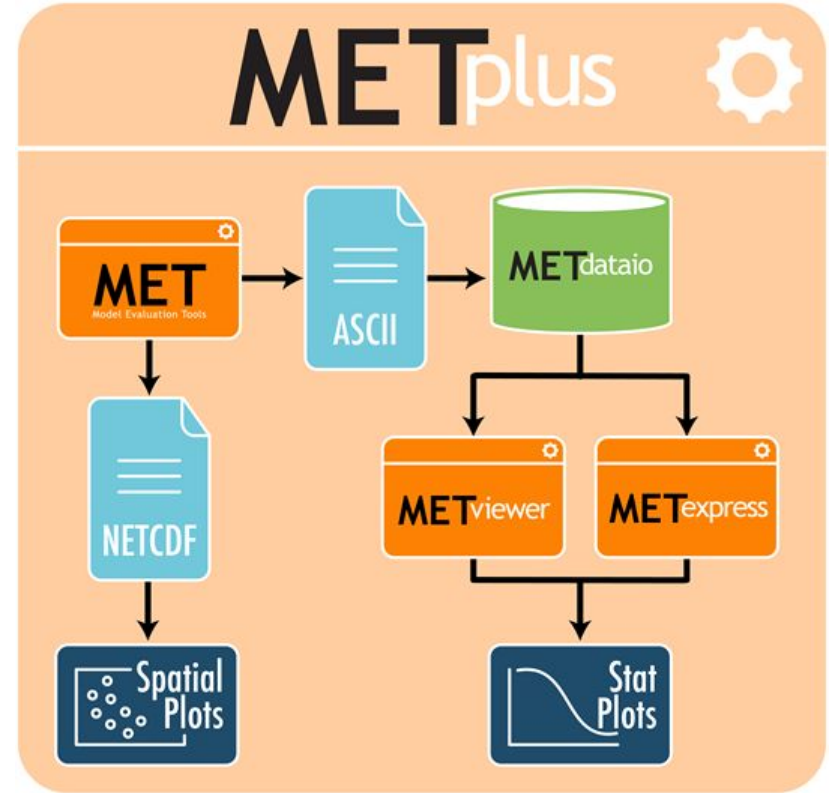 METplus
MET
Model Evaluation Tools
ASCII
METdataio
NETCDF
METviewer
METexpress
Spatial
Plots
Stat
Plots